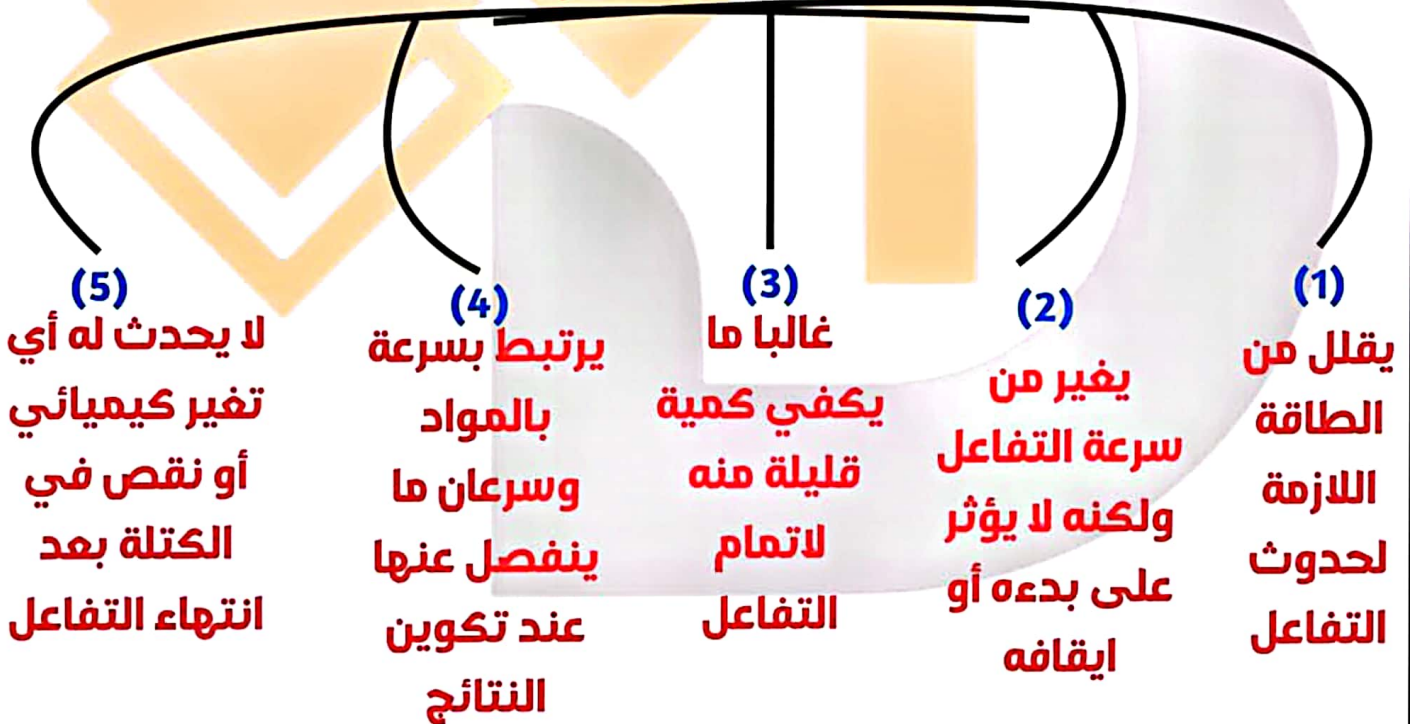 (1)
يقلل من
الطاقة
اللازمة
لحدوث
التفاعل
(2)
يغير من
سرعة التفاعل
ولكنه لا يؤثر
على بدءه أو
ايقافه
(3)
غالبا ما
يكفي كمية
قليلة منه
لاتمام
التفاعل
(4)
يرتبط بسرعة
بالمواد
وسرعان ما
ينفصل عنها
عند تكوين
النتائج
(5)
لا يحدث له أي
تغير كيميائي
أو نقص في
الكتلة بعد
انتهاء التفاعل